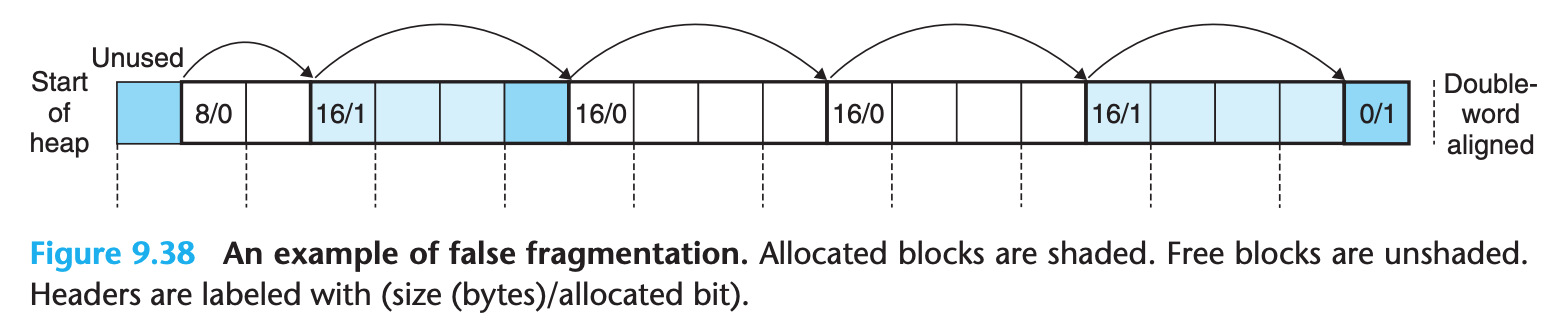 Unused
Start
of
heap
8/0
16/1
16/0
16/0
16/1
0/1
Double-
word
aligned
Figure 9.38 An example of false fragmentation. Allocated blocks are shaded. Free blocks are unshaded.
Headers are labeled with (size (bytes)/allocated bit).